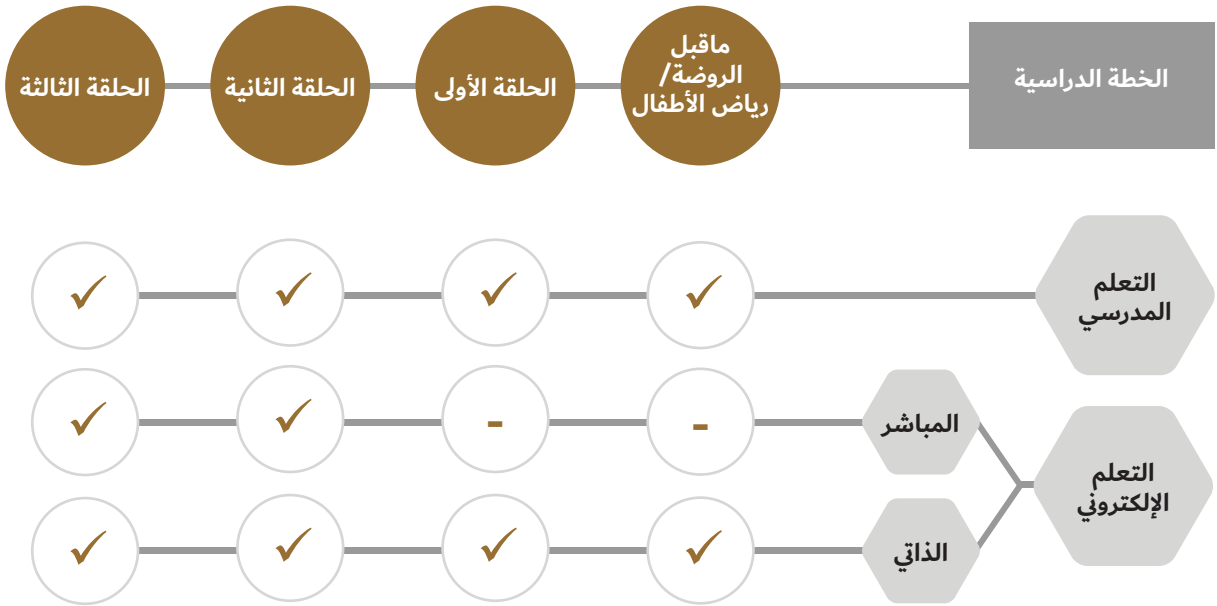 الخطة الدراسية
ماقبل
الروضة/
رياض الأطفال
الحلقة الأولى
الحلقة الثانية
الحلقة الثالثة
التعلم
المدرسي
✓ ✓ ✓ ✓
التعلم
الإلكتروني
المباشر
- - ✓ ✓
الذاتي
✓ ✓ ✓ ✓